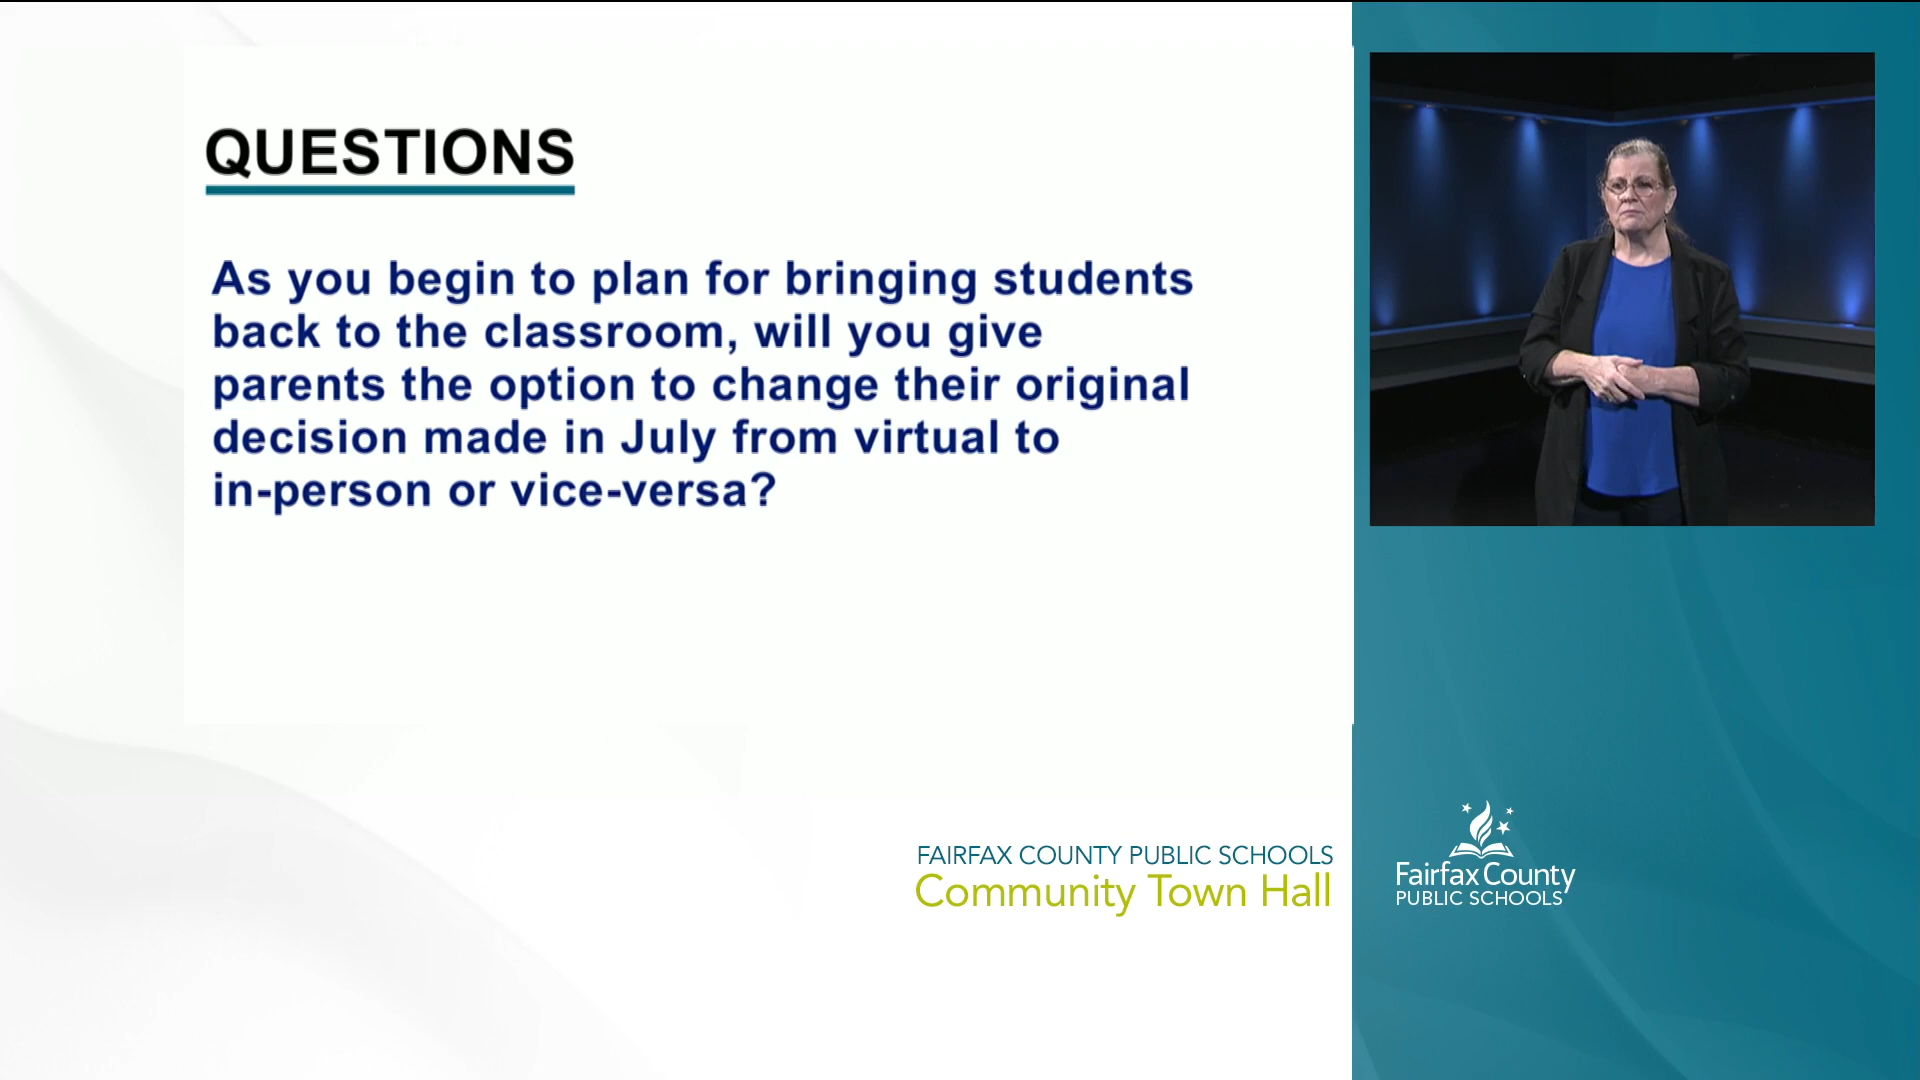 QUESTIONS
As you begin to plan for bringing students
back to the classroom, will you give
parents the option to change their original
decision made in July from virtual to
in-person or vice-versa?
FAIRFAX COUNTY PUBLIC SCHOOLS
Community Town Hall
Fairfax County
PUBLIC SCHOOLS